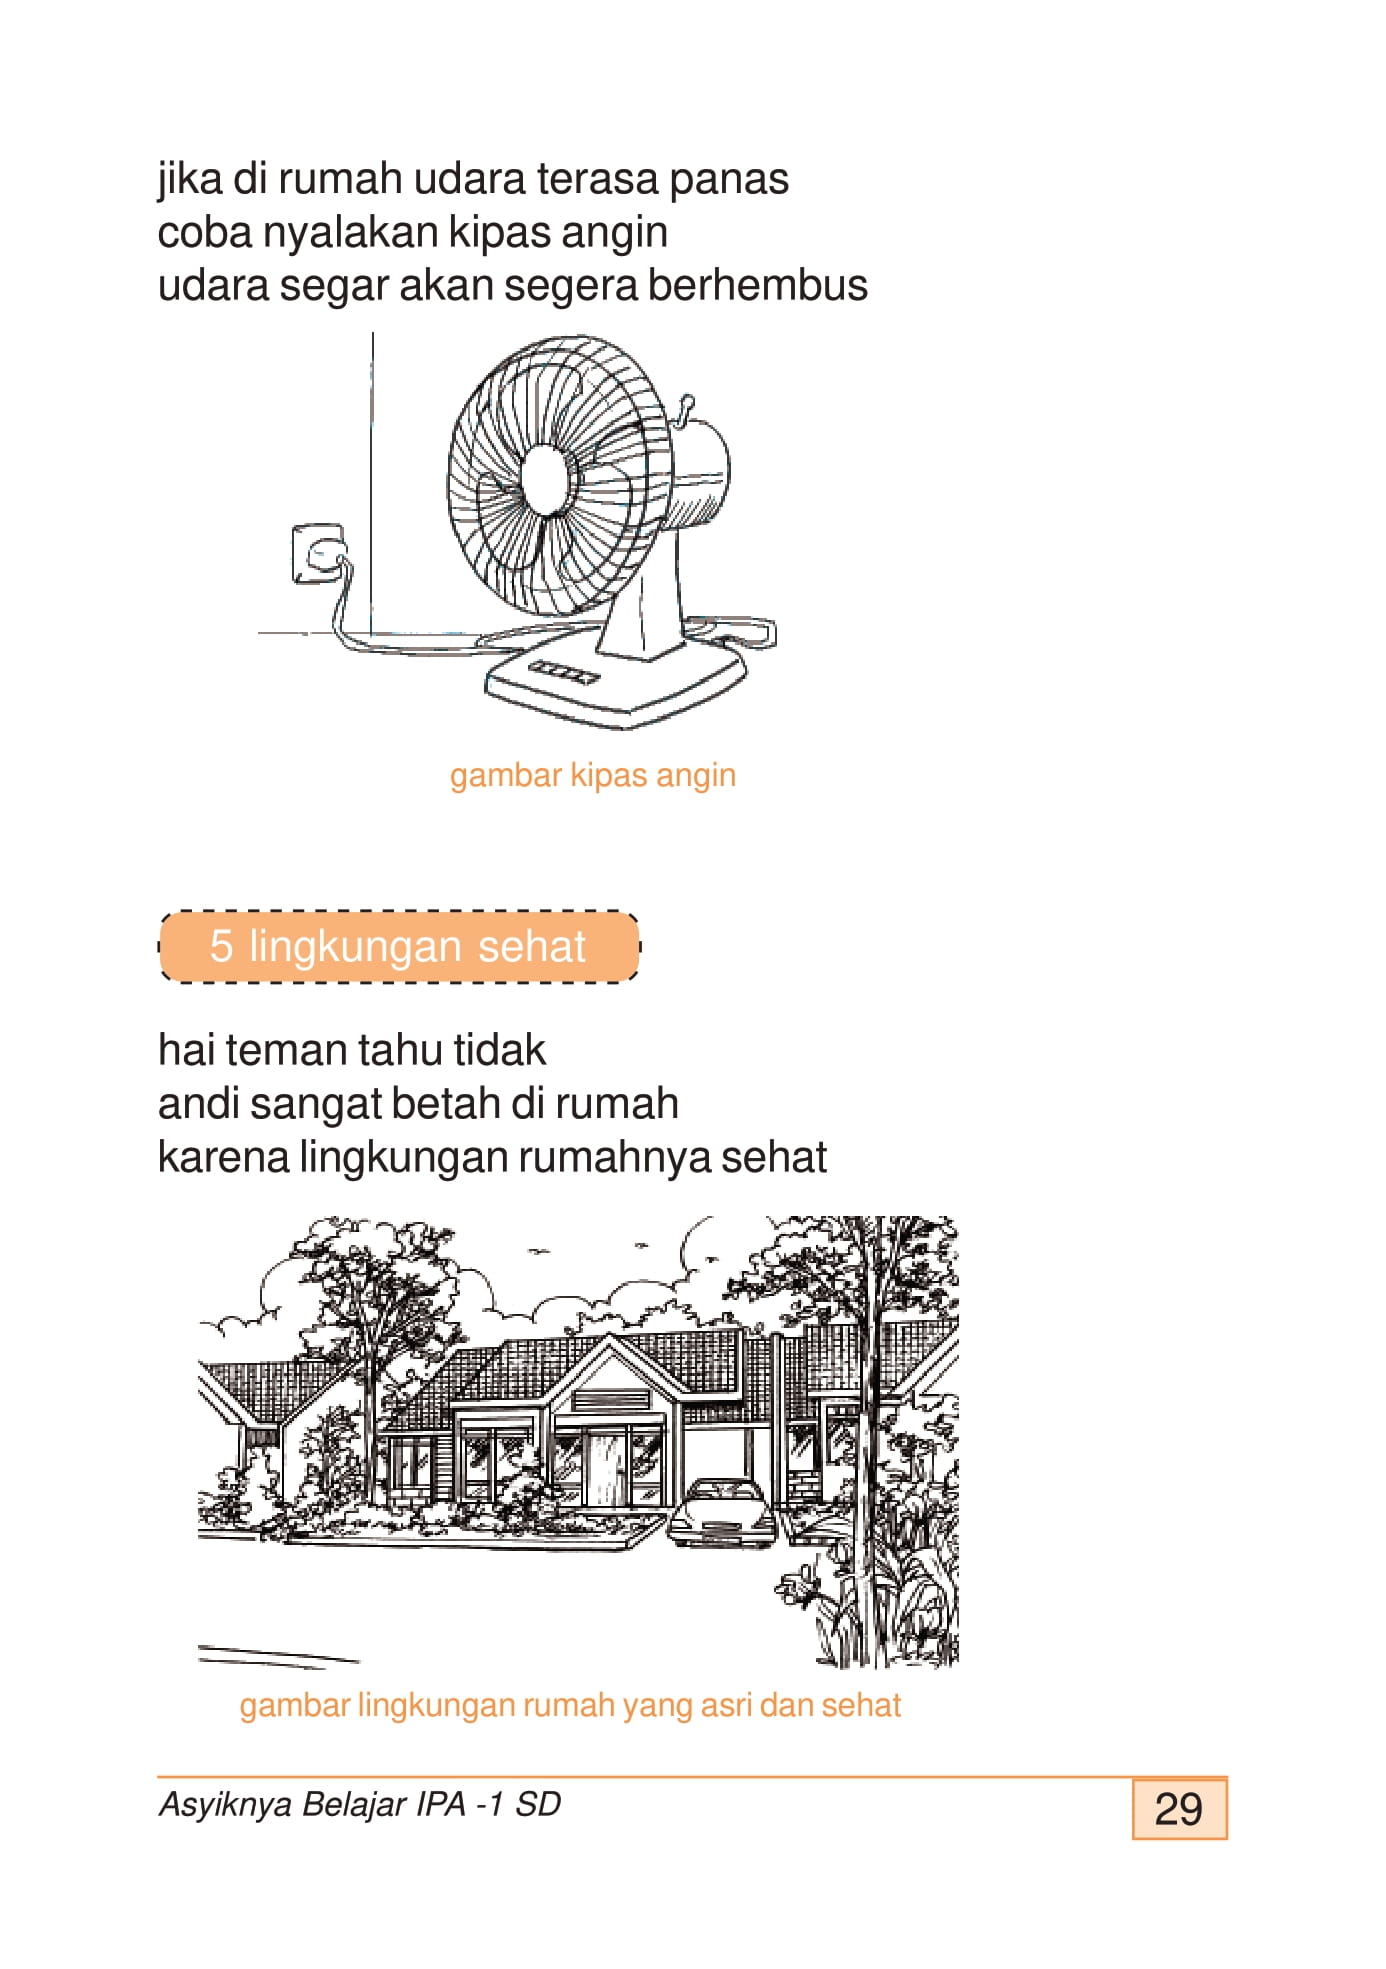 jika di rumah udara terasa panas
coba nyalakan kipas angin
udara segar akan segera berhembus
gambar kipas angin
5 lingkungan sehat
hai teman tahu tidak
andi sangat betah di rumah
karena lingkungan rumahnya sehat
gambar lingkungan rumah yang asri dan sehat
Asyiknya Belajar IPA -1 SD
29